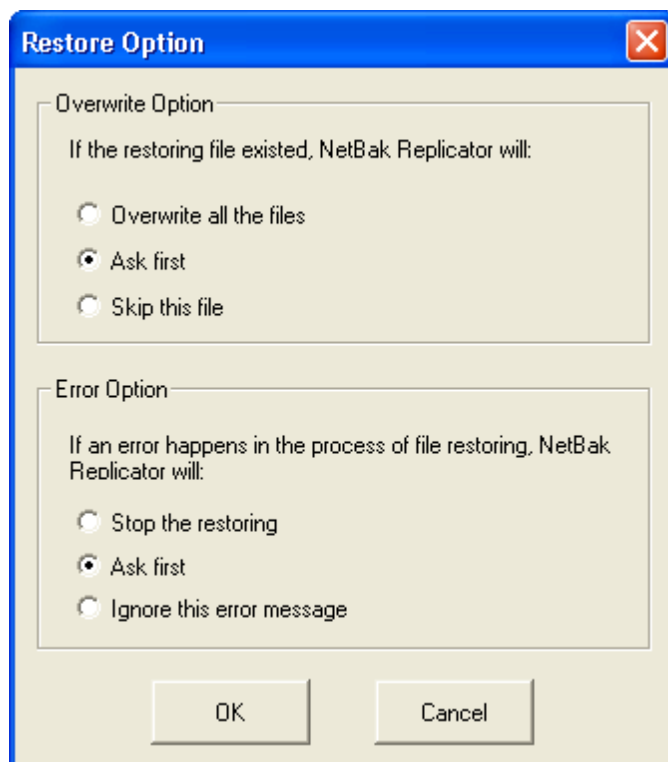 Restore Option
Overwrite Option
If the restoring file existed, NetBak Replicator will:
Overwrite all the files
Ask first
Skip this file
Error Option
If an error happens in the process of file restoring, NetBak
Replicator will:
Stop the restoring
Ask first
Ignore this error message
OK
Cancel